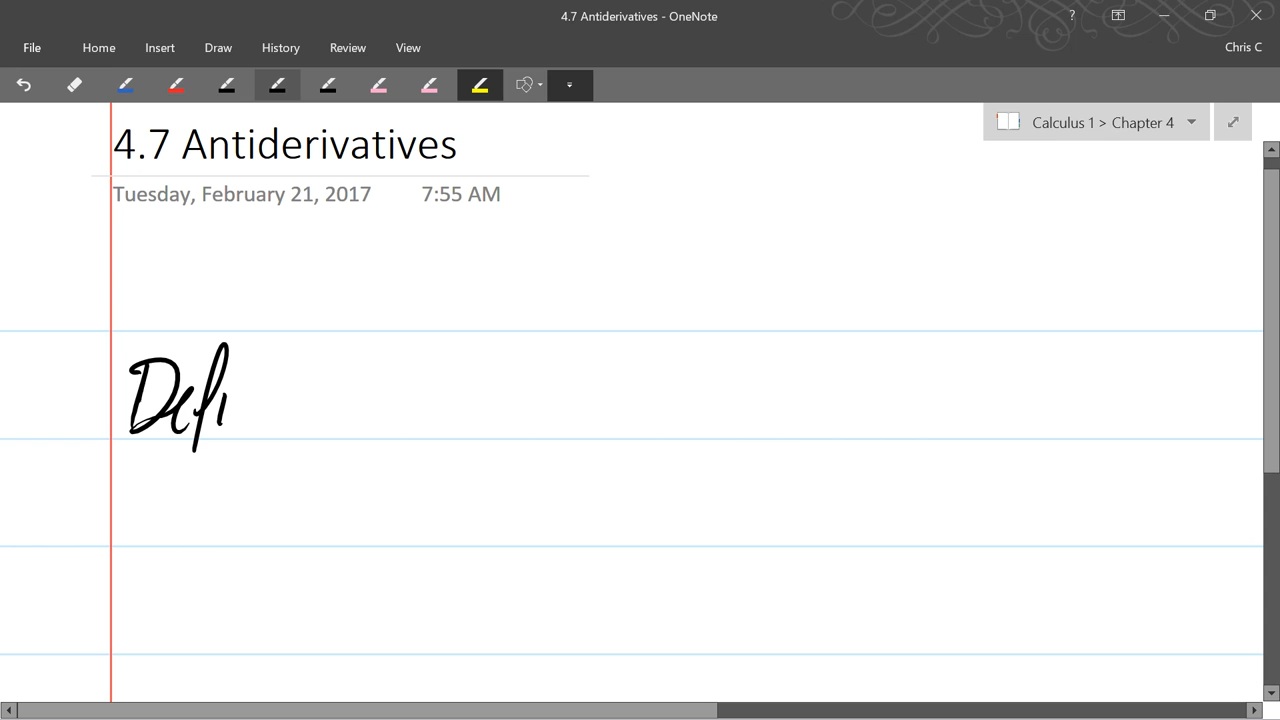 4.7 Antiderivatives - OneNote
?
File Home Insert Draw History Review View
Chris C
4.7 Antiderivatives
Calculus 1 > Chapter 4
Tuesday, February 21, 2017 7:55 AM
Defi